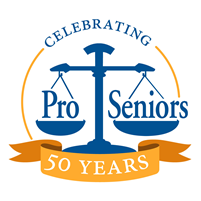 CELEBRATING
Pro Seniors
50 YEARS